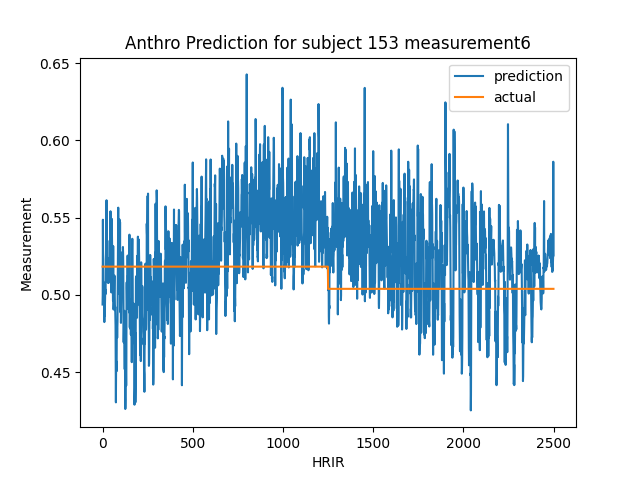 Anthro Prediction for subject 153 measurement6
prediction
actual
0.65
0.60
0.55
0.50
0.45
Measurement
0
500
1000
1500
2000
2500
HRIR